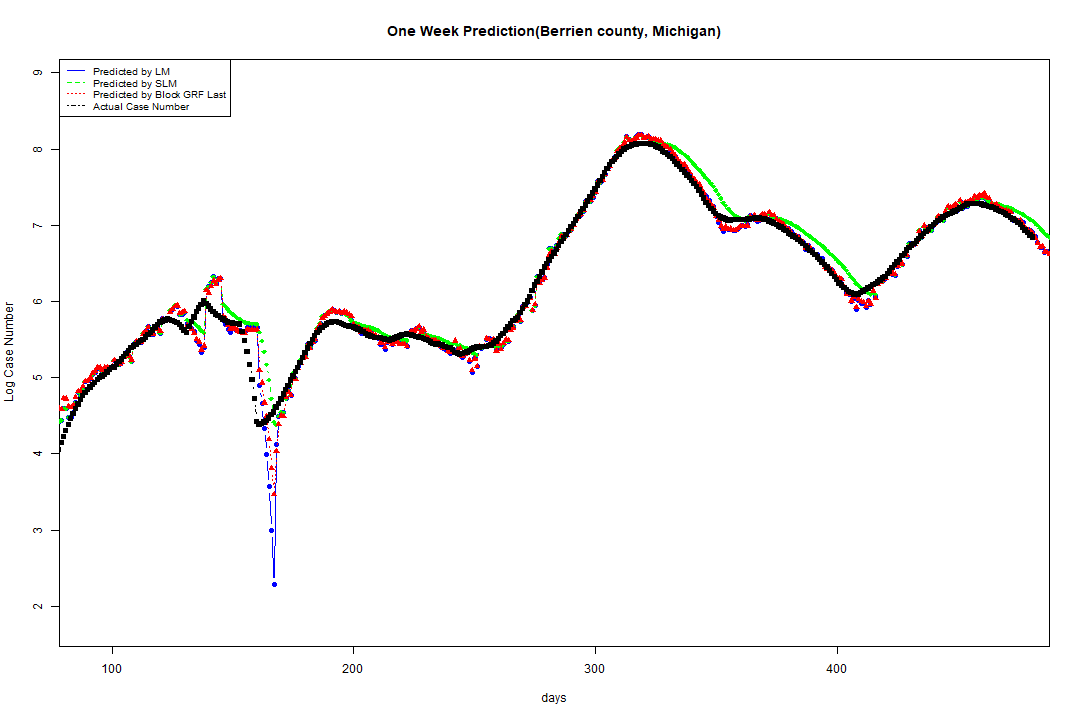 One Week Prediction(Berrien county, Michigan)
Predicted by LM
Predicted by SLM
Predicted by Block GRF Last
Actual Case Number
9
8
7
6
5
4
3
2
Log Case Number
100 200 300 400
days